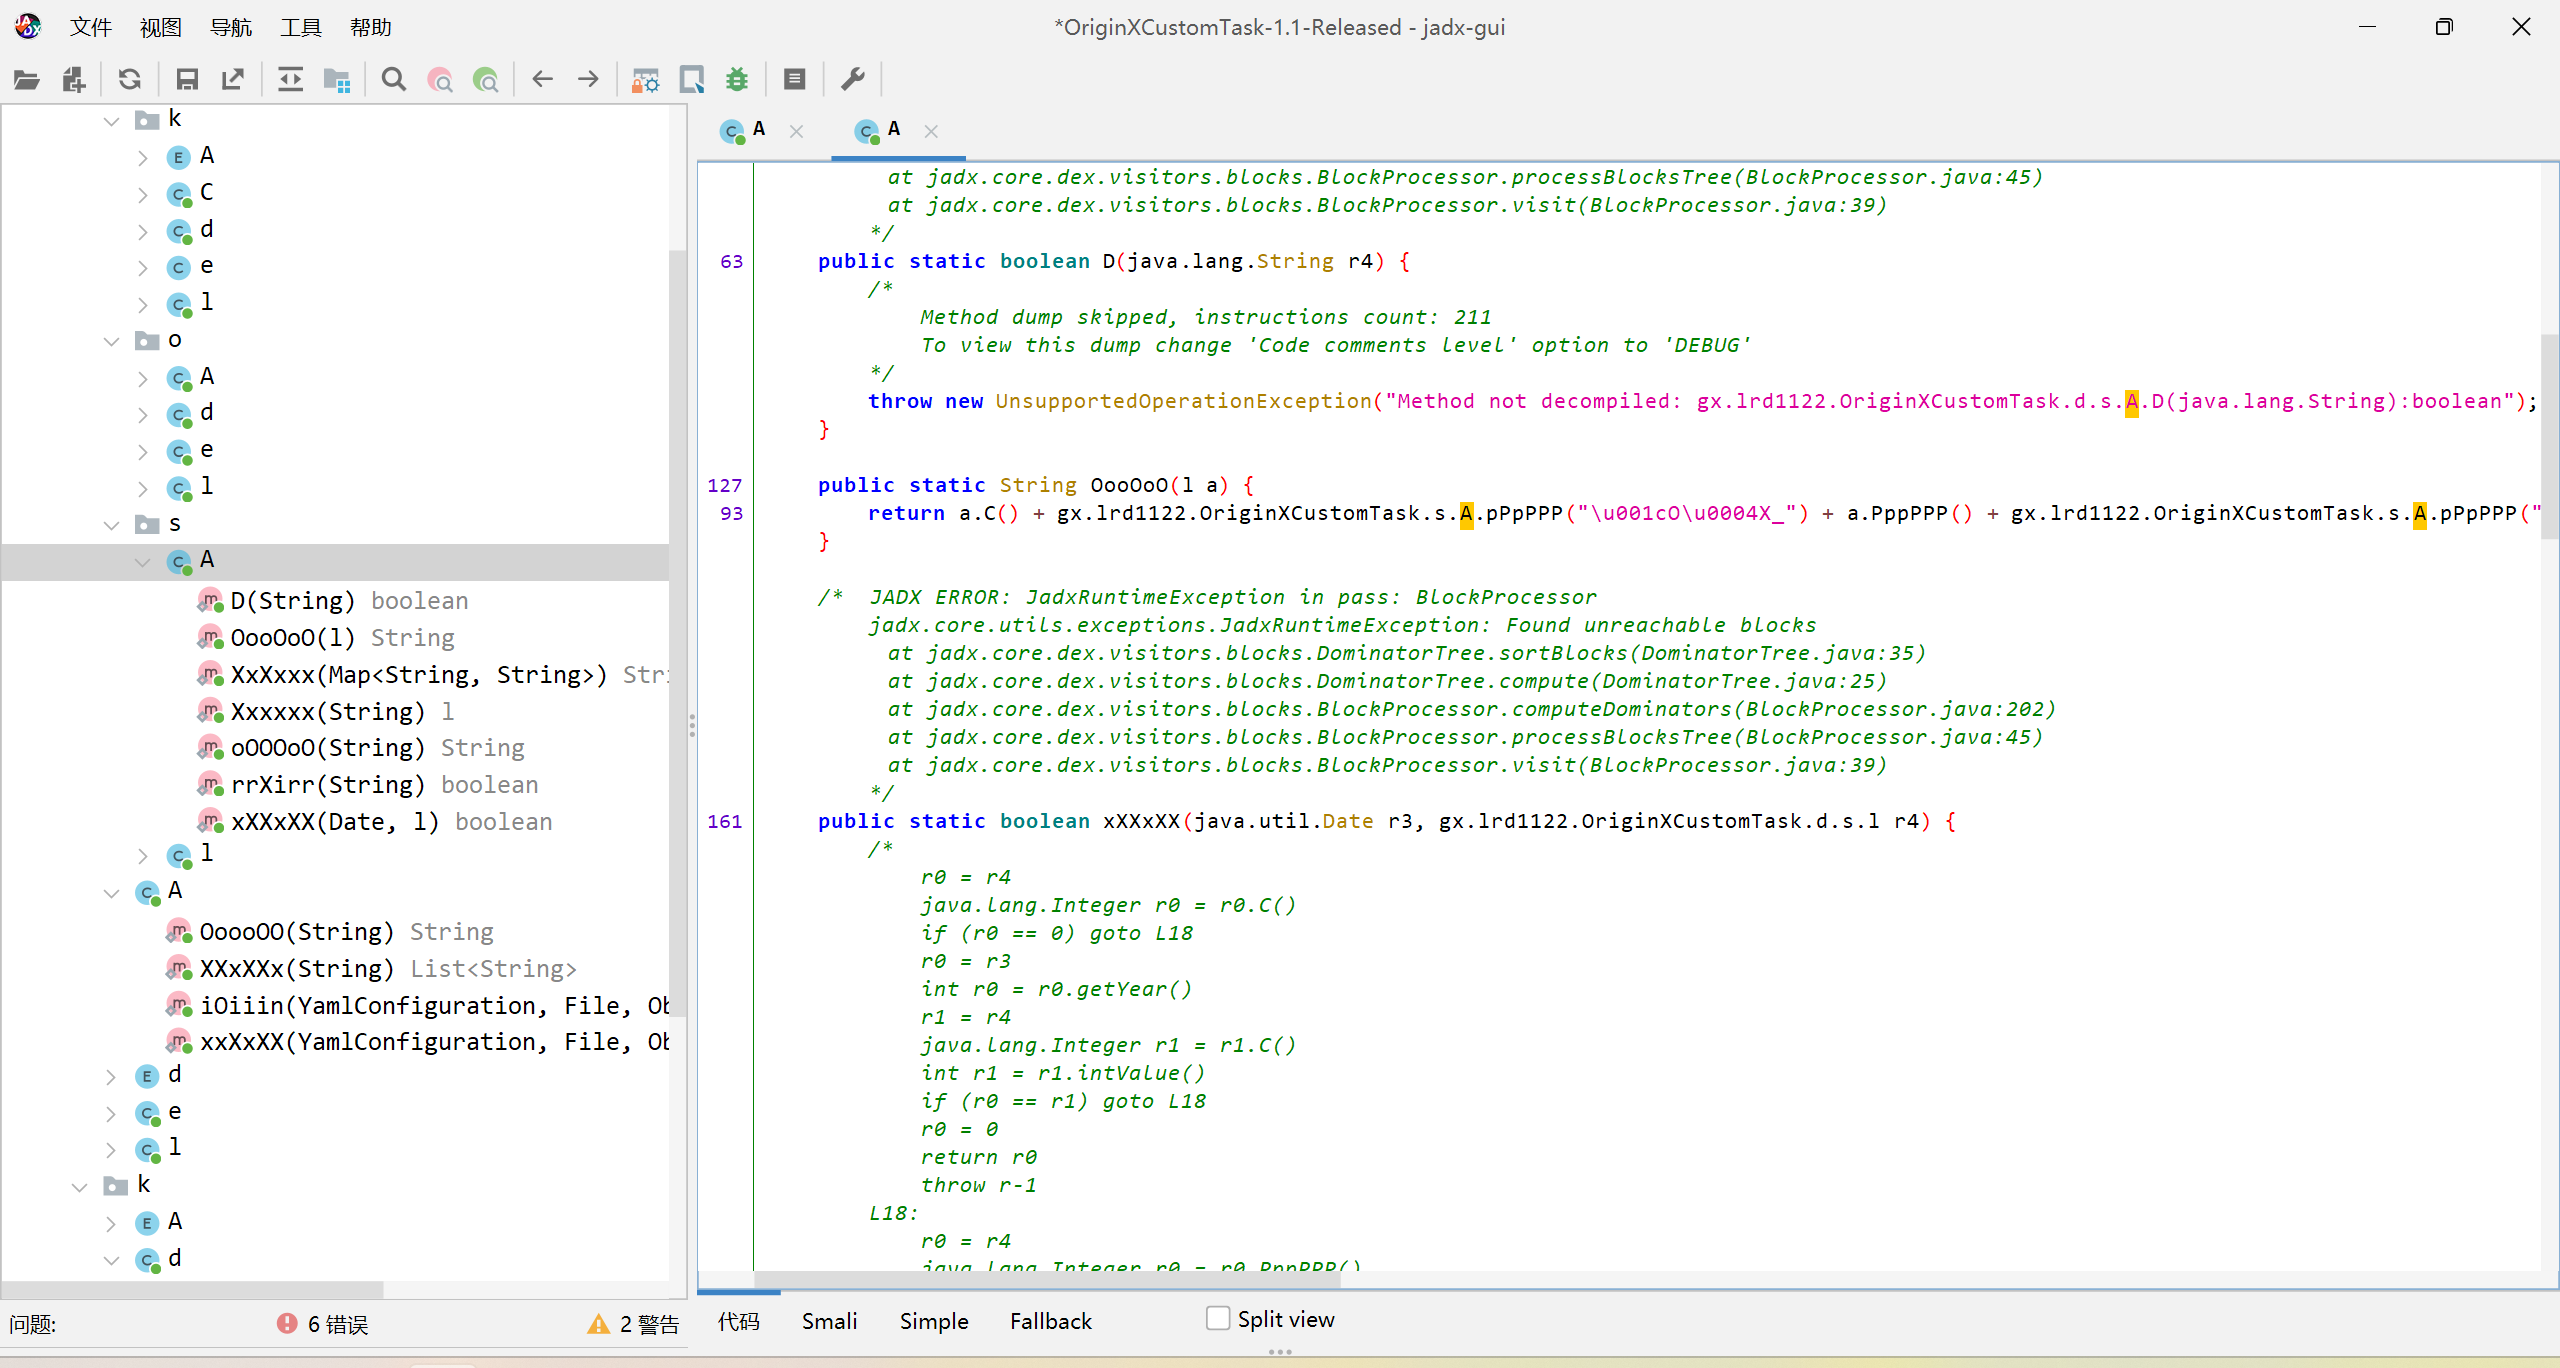 *OriginXCustomTask-1.1-Released - jadx-gui
文件 视图 导航 工具 帮助
k
E A
C C
C d
C e
C l
o
C A
C d
C e
C l
s
C A
m D(String) boolean
m OooOoO(l) String
m XxXxxx(Map<String, String>) Str
m Xxxxxx(String) l
m oOOOoO(String) String
m rrXirr(String) boolean
m xXXxXX(Date, l) boolean
C l
C A
m OoooOO(String) String
m XXxXXx(String) List<String>
m iOiiin(YamlConfiguration, File, Ob
m xxXxXX(YamlConfiguration, File, Ob
E d
C e
C l
k
E A
C d
问题: 6 错误 2 警告
C A C A
at jadx.core.dex.visitors.blocks.BlockProcessor.processBlocksTree(BlockProcessor.java:45)
at jadx.core.dex.visitors.blocks.BlockProcessor.visit(BlockProcessor.java:39)
*/
63 public static boolean D(java.lang.String r4) {
/*
Method dump skipped, instructions count: 211
To view this dump change 'Code comments level' option to 'DEBUG'
*/
throw new UnsupportedOperationException("Method not decompiled: gx.lrd1122.OriginXCustomTask.d.s.A.D(java.lang.String):boolean");
}
127 public static String OooOoO(l a) {
93 return a.C() + gx.lrd1122.OriginXCustomTask.s.A.pPpPPP("\u001cO\u0004X_") + a.PppPPP() + gx.lrd1122.OriginXCustomTask.s.A.pPpPPP("
}
/* JADX ERROR: JadxRuntimeException in pass: BlockProcessor
jadx.core.utils.exceptions.JadxRuntimeException: Found unreachable blocks
at jadx.core.dex.visitors.blocks.DominatorTree.sortBlocks(DominatorTree.java:35)
at jadx.core.dex.visitors.blocks.DominatorTree.compute(DominatorTree.java:25)
at jadx.core.dex.visitors.blocks.BlockProcessor.computeDominators(BlockProcessor.java:202)
at jadx.core.dex.visitors.blocks.BlockProcessor.processBlocksTree(BlockProcessor.java:45)
at jadx.core.dex.visitors.blocks.BlockProcessor.visit(BlockProcessor.java:39)
*/
161 public static boolean xXXxXX(java.util.Date r3, gx.lrd1122.OriginXCustomTask.d.s.l r4) {
/*
r0 = r4
java.lang.Integer r0 = r0.C()
if (r0 == 0) goto L18
r0 = r3
int r0 = r0.getYear()
r1 = r4
java.lang.Integer r1 = r1.C()
int r1 = r1.intValue()
if (r0 == r1) goto L18
r0 = 0
return r0
throw r-1
L18:
r0 = r4
java.lang.Integer r0 = r0.PppPPP()
代码 Smali Simple Fallback Split view